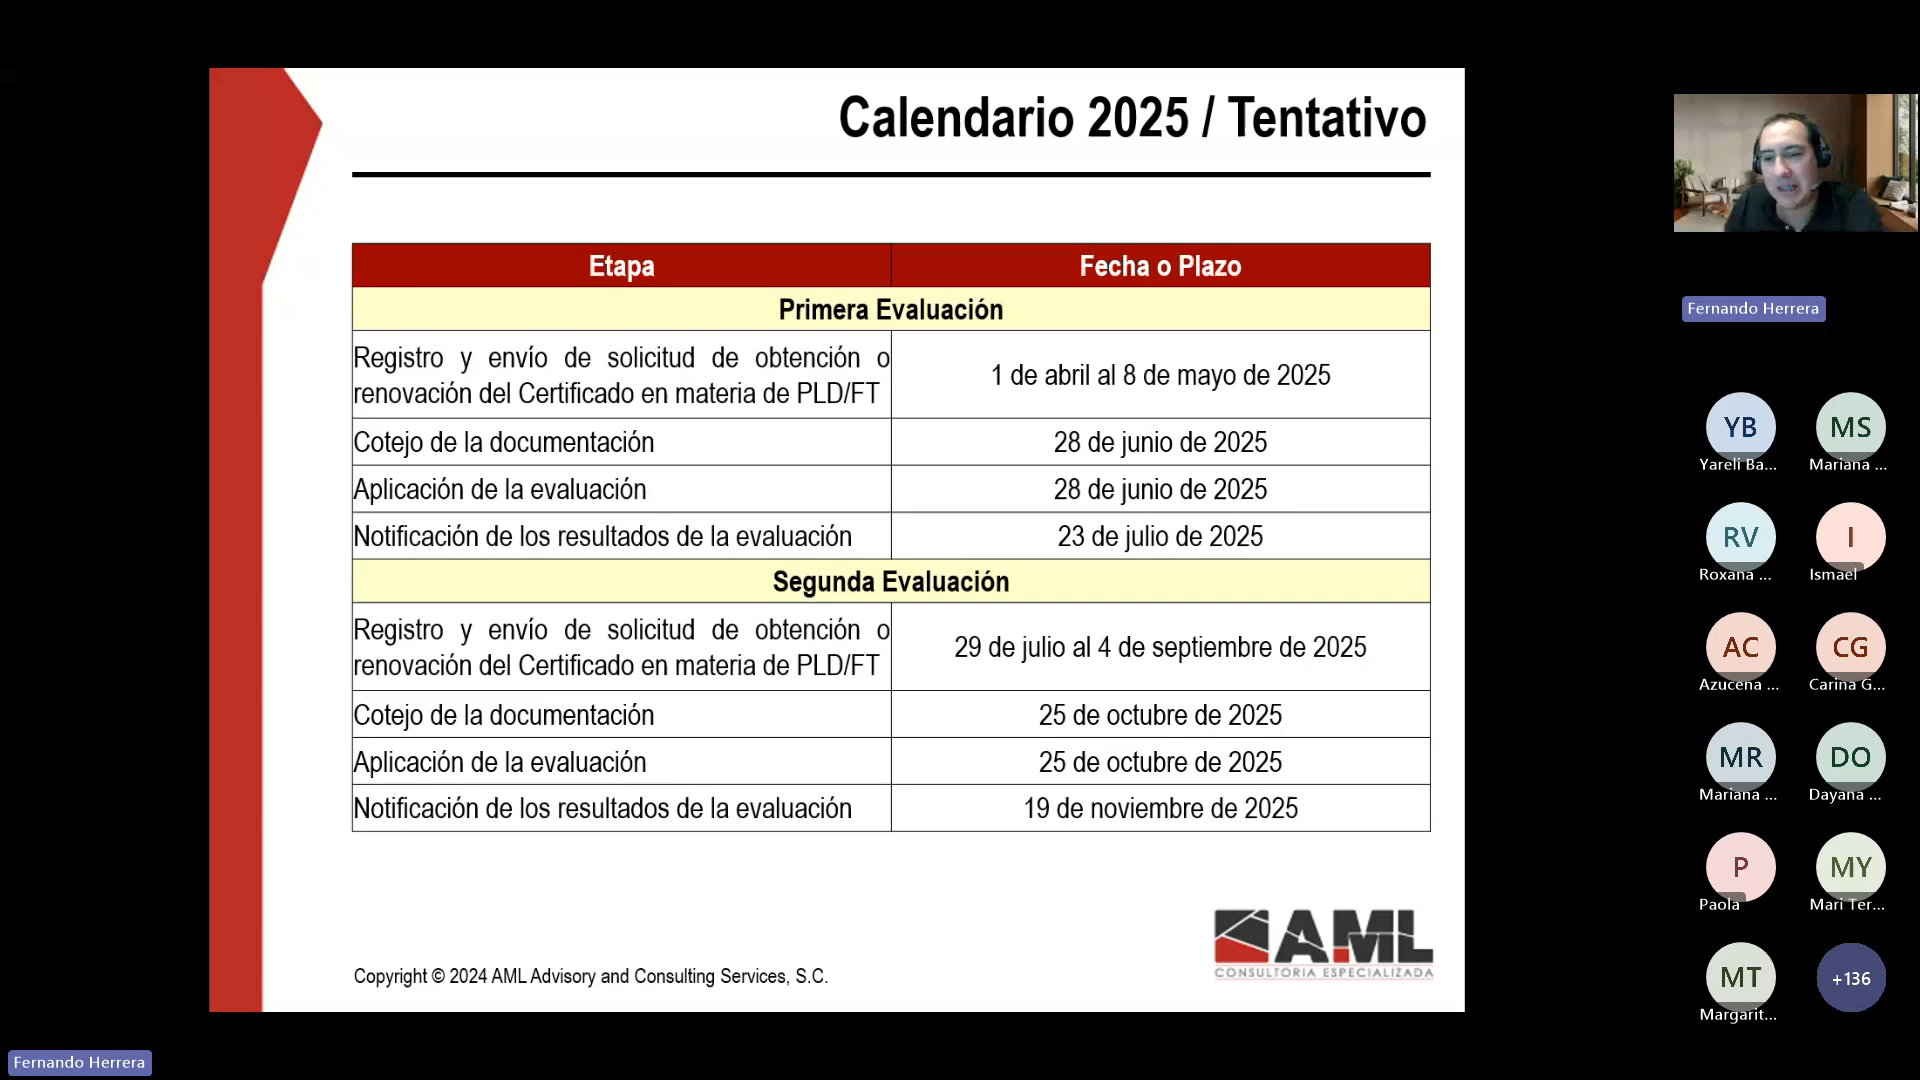 Calendario 2025 / Tentativo
Etapa
Fecha o Plazo
Primera Evaluación
Registro y envío de solicitud de obtención o
renovación del Certificado en materia de PLD/FT
1 de abril al 8 de mayo de 2025
Cotejo de la documentación
28 de junio de 2025
Aplicación de la evaluación
28 de junio de 2025
Notificación de los resultados de la evaluación
23 de julio de 2025
Segunda Evaluación
Registro y envío de solicitud de obtención o
renovación del Certificado en materia de PLD/FT
29 de julio al 4 de septiembre de 2025
Cotejo de la documentación
25 de octubre de 2025
Aplicación de la evaluación
25 de octubre de 2025
Notificación de los resultados de la evaluación
19 de noviembre de 2025
Copyright © 2024 AML Advisory and Consulting Services, S.C.
AML
CONSULTORIA ESPECIALIZADA
Fernando Herrera
Fernando Herrera
YB
Yareli Ba...
MS
Mariana ...
RV
Roxana ...
I
Ismael
AC
Azucena ...
CG
Carina G...
MR
Mariana ...
DO
Dayana ...
P
Paola
MY
Mari Ter...
MT
Margarit...
+136